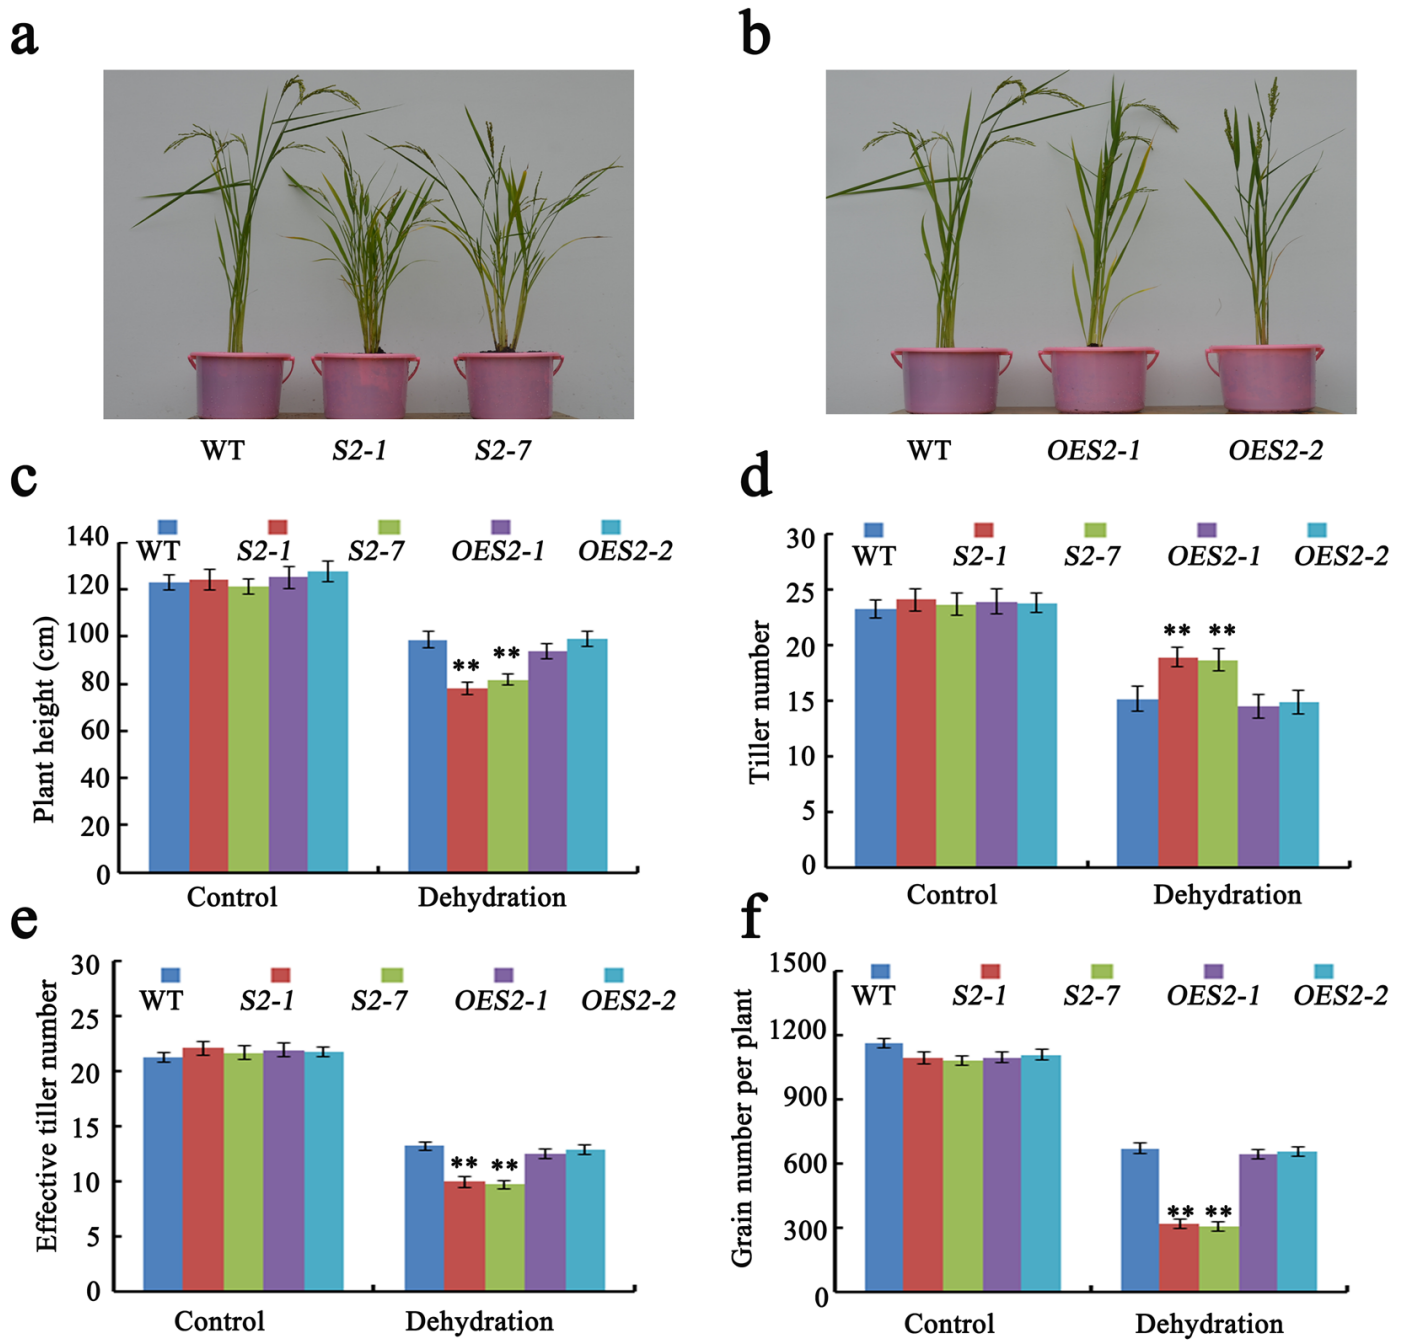 a
b
WT S2-1 S2-7
WT OES2-1 OES2-2
c
d
Plant height (cm)
140
120
100
80
60
40
20
0
WT S2-1 S2-7 OES2-1 OES2-2
** **
Control Dehydration
Tiller number
30
25
20
15
10
5
0
WT S2-1 S2-7 OES2-1 OES2-2
** **
Control Dehydration
e
f
Effective tiller number
30
25
20
15
10
5
0
WT S2-1 S2-7 OES2-1 OES2-2
** **
Control Dehydration
Grain number per plant
1500
1200
900
600
300
0
WT S2-1 S2-7 OES2-1 OES2-2
** **
Control Dehydration